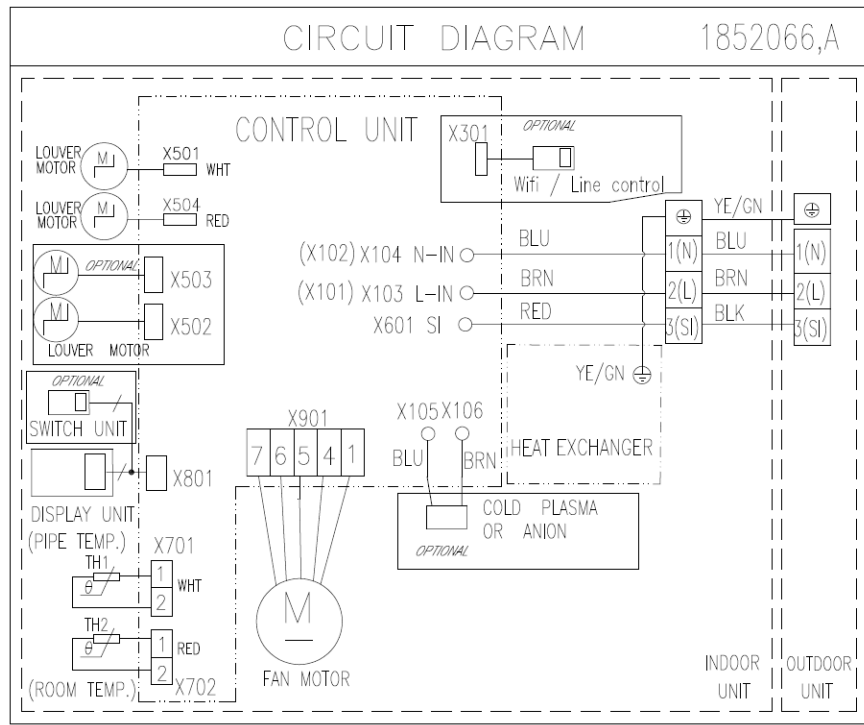 CIRCUIT DIAGRAM 1852066,A
CONTROL UNIT
LOUVER
MOTOR
M
X501
WHT
LOUVER
MOTOR
M
X504
RED
M
OPTIONAL
X503
M
X502
LOUVER MOTOR
OPTIONAL
SWITCH UNIT
X801
DISPLAY UNIT
(PIPE TEMP.)
X701
TH1
θ
1
2
WHT
TH2
θ
1
2
RED
(ROOM TEMP.)
X702
X301
OPTIONAL
Wifi / Line control
(X102) X104 N-IN
BLU
1(N)
BLU
1(N)
(X101) X103 L-IN
BRN
2(L)
BRN
2(L)
X601 SI
RED
3(SI)
BLK
3(SI)
YE/GN
YE/GN
HEAT EXCHANGER
X105 X106
BLU
BRN
COLD PLASMA
OR ANION
OPTIONAL
X901
7 6 5 4 1
M
FAN MOTOR
INDOOR
UNIT
OUTDOOR
UNIT